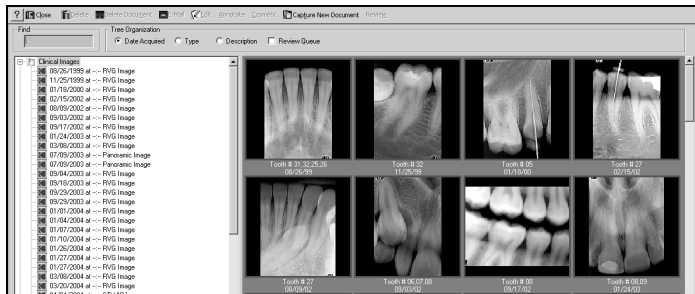 ? Close Delete Delete Document E-Mail Edit Annotate Cosmetic Capture New Document Review
Find
Tree Organization
Date Acquired Type Description Review Queue
Clinical Images
08/26/1999 at --:-- RVG Image
11/25/1999 at --:-- RVG Image
01/18/2000 at --:-- RVG Image
02/15/2002 at --:-- RVG Image
08/09/2002 at --:-- RVG Image
09/03/2002 at --:-- RVG Image
09/17/2002 at --:-- RVG Image
01/24/2003 at --:-- RVG Image
03/08/2003 at --:-- RVG Image
07/09/2003 at --:-- Panoramic Image
07/09/2003 at --:-- Panoramic Image
09/04/2003 at --:-- RVG Image
09/18/2003 at --:-- RVG Image
09/29/2003 at --:-- RVG Image
09/29/2003 at --:-- RVG Image
01/01/2004 at --:-- RVG Image
01/04/2004 at --:-- RVG Image
01/07/2004 at --:-- RVG Image
01/10/2004 at --:-- RVG Image
01/26/2004 at --:-- RVG Image
01/27/2004 at --:-- RVG Image
01/27/2004 at --:-- RVG Image
03/08/2004 at --:-- RVG Image
03/20/2004 at --:-- RVG Image
Tooth # 31,32,25,26
08/26/99
Tooth # 32
11/25/99
Tooth # 05
01/18/00
Tooth # 27
02/15/02
Tooth # 27
08/09/02
Tooth # 06,07,08
09/03/02
Tooth # 08
09/17/02
Tooth # 08,09
01/24/03